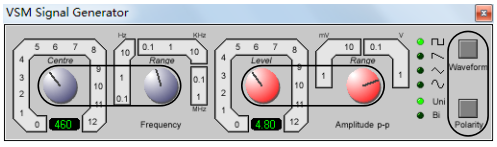 VSM Signal Generator
Hz KHz mV V
5 6 7 8 10 0.1 1 10 5 6 7 8 10 0.1
4 Centre 9 Range 4 Level 9 Range
3 10 1 0.1 3 10 1 1 Waveform
2 11 0.1 1 2 11 Uni
1 MHz 1
0 460 12 Frequency 0 4.80 12 Amplitude p-p Bi Polarity